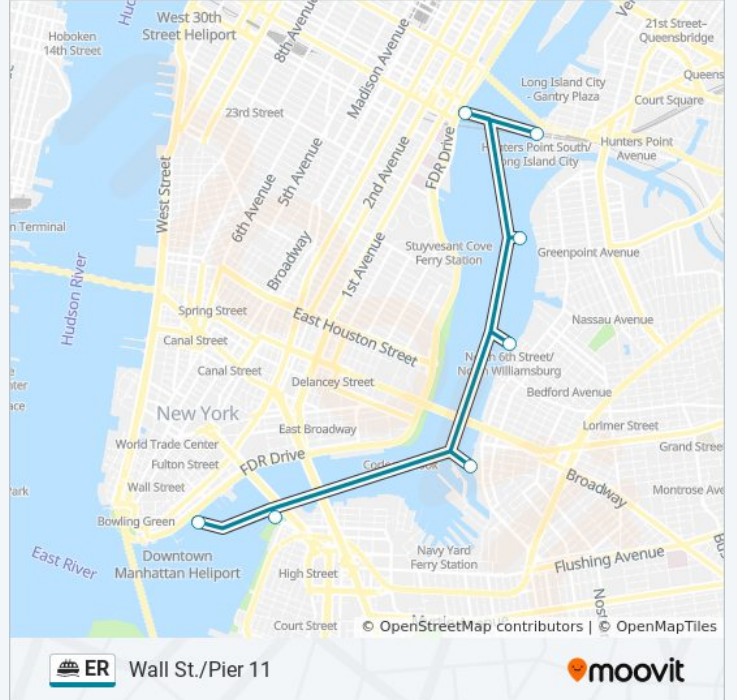 West 30th
Street Heliport
Hoboken
14th Street
8th Avenue
Madison Avenue
21st Street–
Queensbridge
Long Island City
- Gantry Plaza
Queens
Court Square
23rd Street
Hunters Point
Avenue
Hunters Point South/
Long Island City
FDR Drive
2nd Avenue
5th Avenue
6th Avenue
West Street
n Terminal
Broadway
1st Avenue
Stuyvesant Cove
Ferry Station
Greenpoint Avenue
Hudson River
Spring Street
East Houston Street
Nassau Avenue
Canal Street
Canal Street
North 6th Street/
North Williamsburg
Delancey Street
Bedford Avenue
New York
East Broadway
Lorimer Street
World Trade Center
Grand Stree
Fulton Street
FDR Drive
Wall Street
Broadway
Montrose Ave
ark
Bowling Green
East River
Downtown
Manhattan Heliport
Navy Yard
Ferry Station
Flushing Avenue
High Street
Court Street
© OpenStreetMap contributors | © OpenMapTiles
ER Wall St./Pier 11
moovit